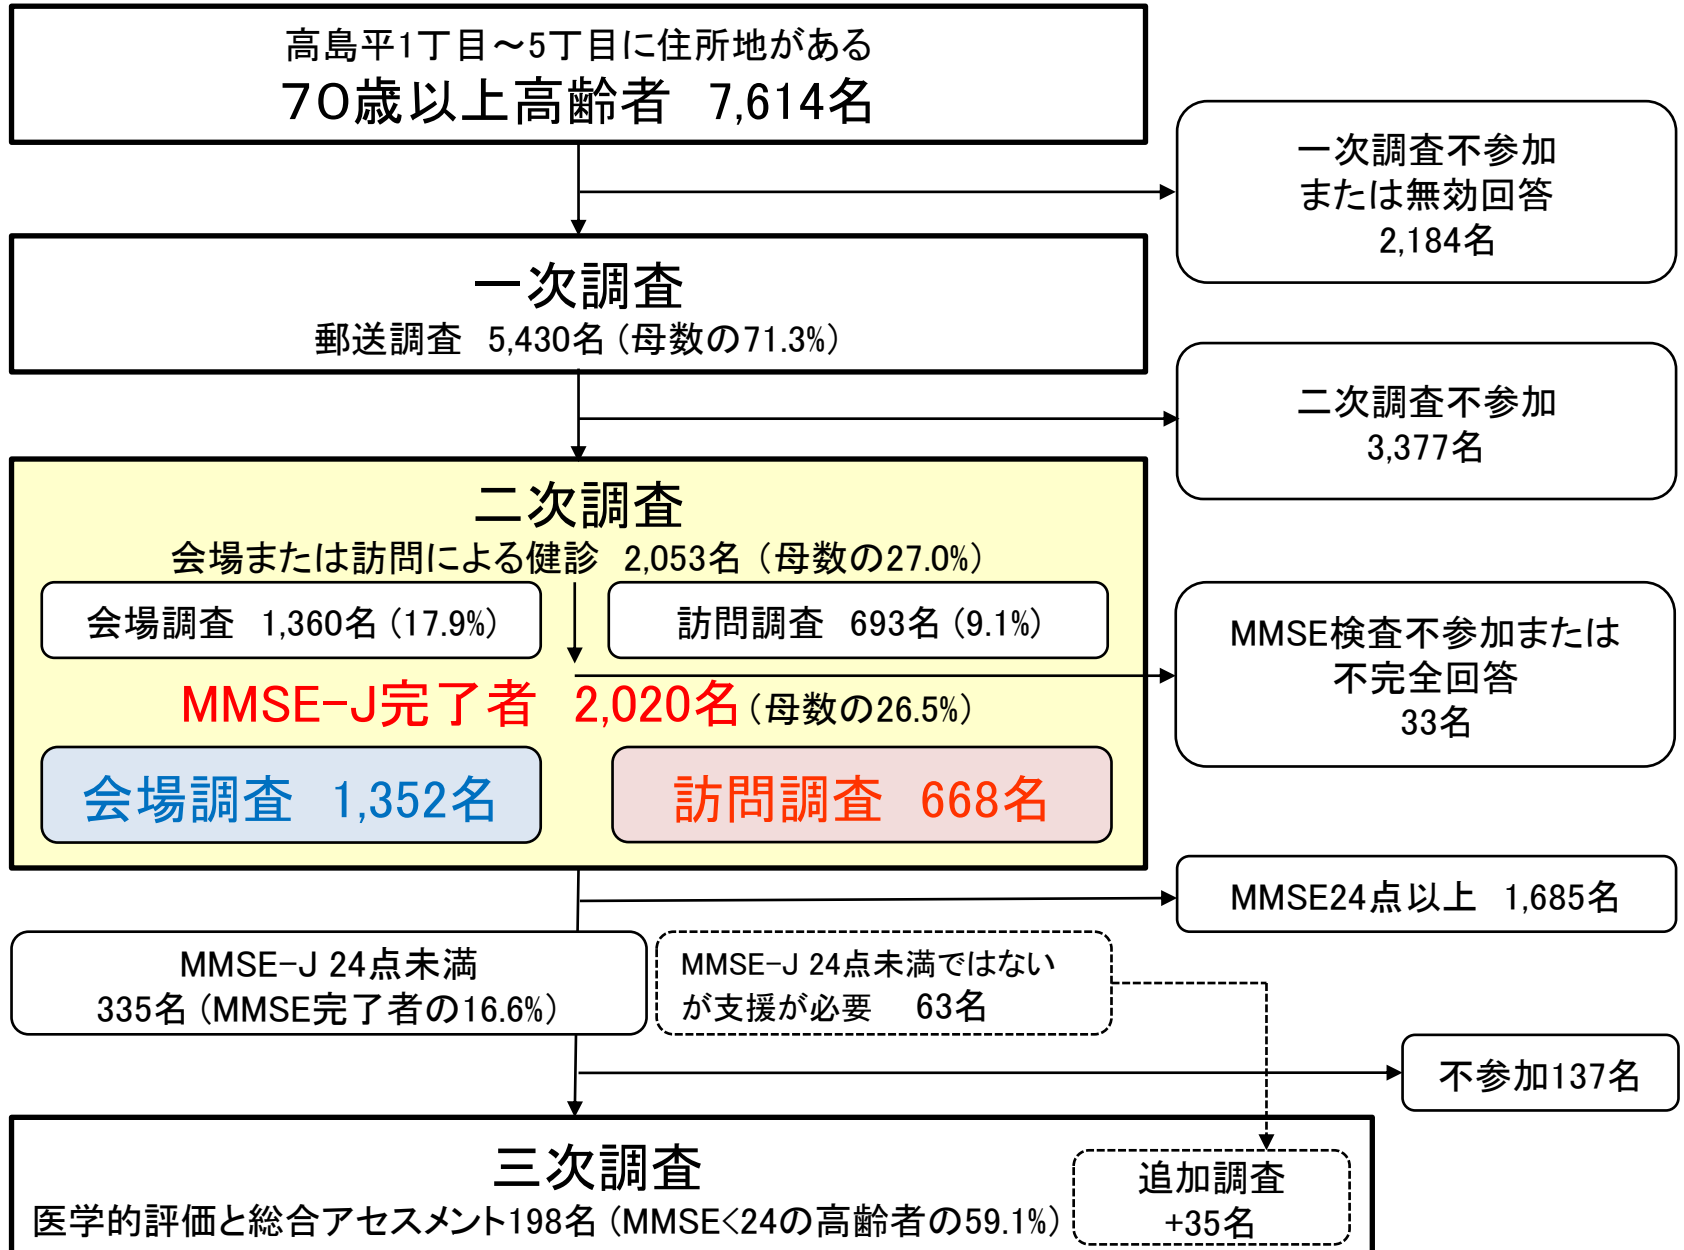 高島平1丁目～5丁目に住所地がある
７０歳以上高齢者　7,614名
一次調査不参加
または無効回答
2,184名
一次調査
郵送調査　5,430名（母数の71.3%）
二次調査不参加
3,377名
二次調査
会場または訪問による健診　2,053名（母数の27.0%）
会場調査　1,360名（17.9%）
訪問調査　693名（9.1%）
MMSE検査不参加または
不完全回答
33名
MMSE-J完了者　2,020名（母数の26.5%）
会場調査　1,352名
訪問調査　668名
MMSE24点以上　1,685名
MMSE-J 24点未満
335名（MMSE完了者の16.6%）
MMSE-J 24点未満ではない
が支援が必要　63名
不参加137名
三次調査
医学的評価と総合アセスメント198名（MMSE<24の高齢者の59.1%）
追加調査
+35名